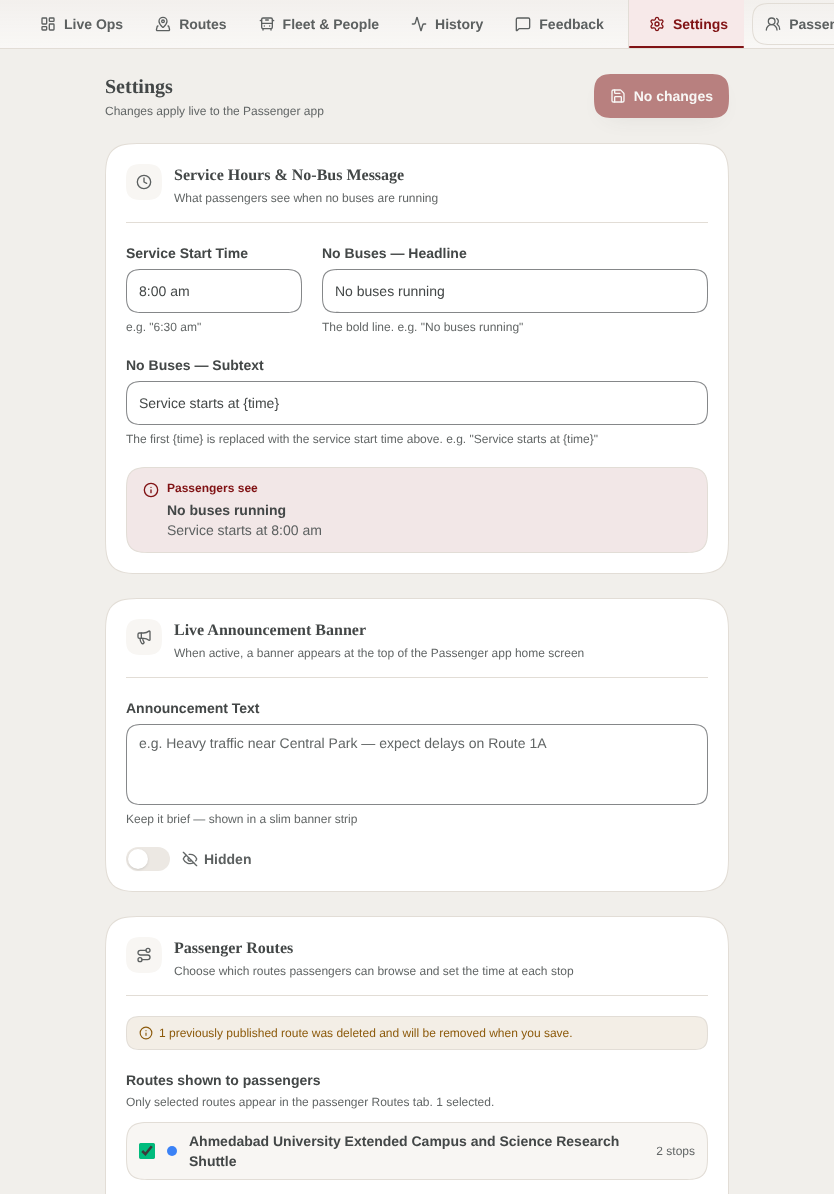 Live Ops
Routes
Fleet & People
History
Feedback
Settings
Settings
Changes apply live to the Passenger app
No changes
Service Hours & No-Bus Message
What passengers see when no buses are running
Service Start Time
No Buses — Headline
8:00 am
No buses running
e.g. "6:30 am"
The bold line. e.g. "No buses running"
No Buses — Subtext
Service starts at {time}
The first {time} is replaced with the service start time above. e.g. "Service starts at {time}"
Passengers see
No buses running
Service starts at 8:00 am
Live Announcement Banner
When active, a banner appears at the top of the Passenger app home screen
Announcement Text
e.g. Heavy traffic near Central Park — expect delays on Route 1A
Keep it brief — shown in a slim banner strip
Hidden
Passenger Routes
Choose which routes passengers can browse and set the time at each stop
1 previously published route was deleted and will be removed when you save.
Routes shown to passengers
Only selected routes appear in the passenger Routes tab. 1 selected.
Ahmedabad University Extended Campus and Science Research
Shuttle
2 stops